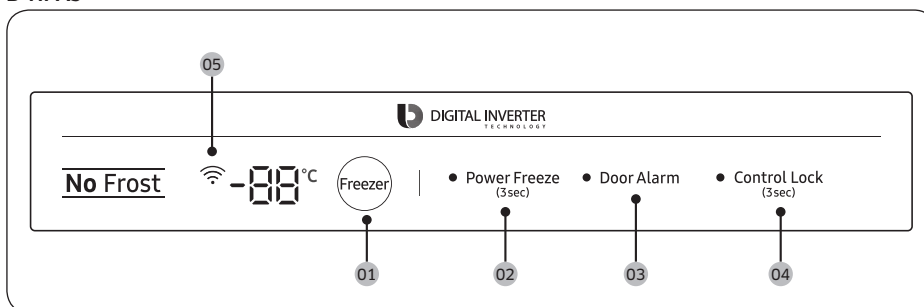 05
DIGITAL INVERTER
TECHNOLOGY
No Frost
-88°C
Freezer
Power Freeze
(3sec)
Door Alarm
Control Lock
(3sec)
01
02
03
04